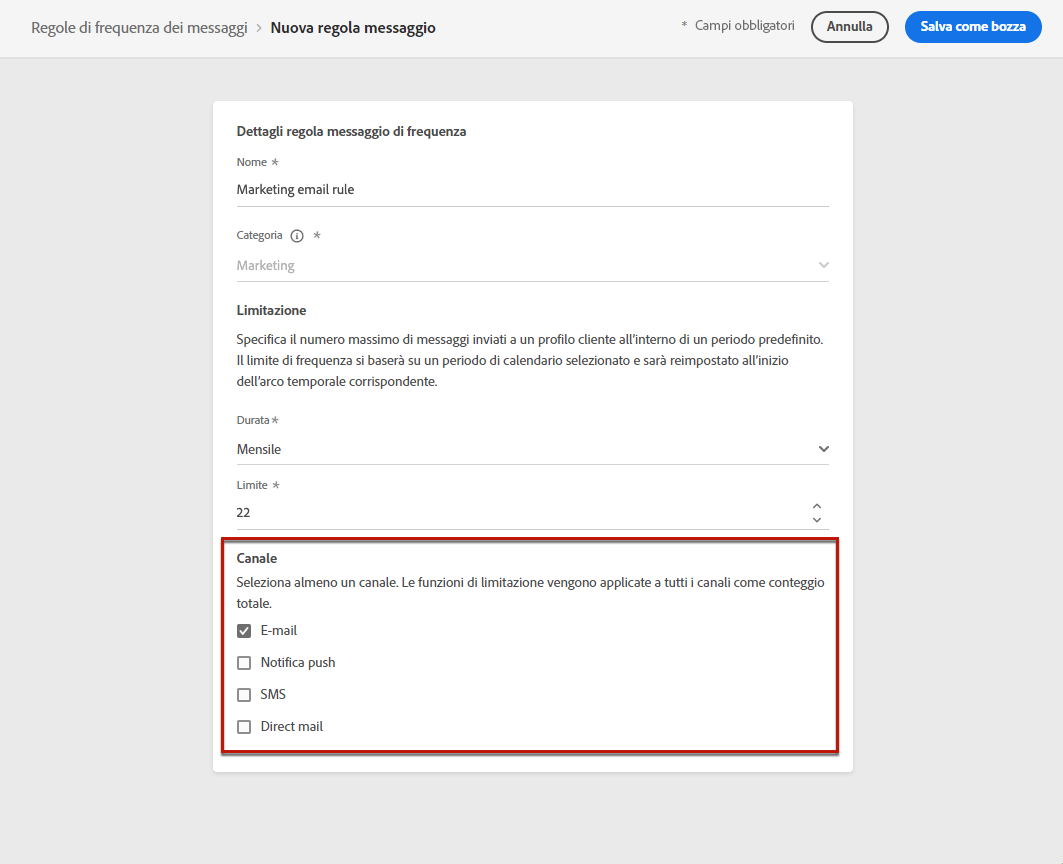 Regole di frequenza dei messaggi > Nuova regola messaggio
* Campi obbligatori
Annulla
Salva come bozza
Dettagli regola messaggio di frequenza
Nome *
Marketing email rule
Categoria *
Marketing
Limitazione
Specifica il numero massimo di messaggi inviati a un profilo cliente all’interno di un periodo predefinito.
Il limite di frequenza si baserà su un periodo di calendario selezionato e sarà reimpostato all’inizio
dell’arco temporale corrispondente.
Durata*
Mensile
Limite *
22
Canale
Seleziona almeno un canale. Le funzioni di limitazione vengono applicate a tutti i canali come conteggio
totale.
E-mail
Notifica push
SMS
Direct mail